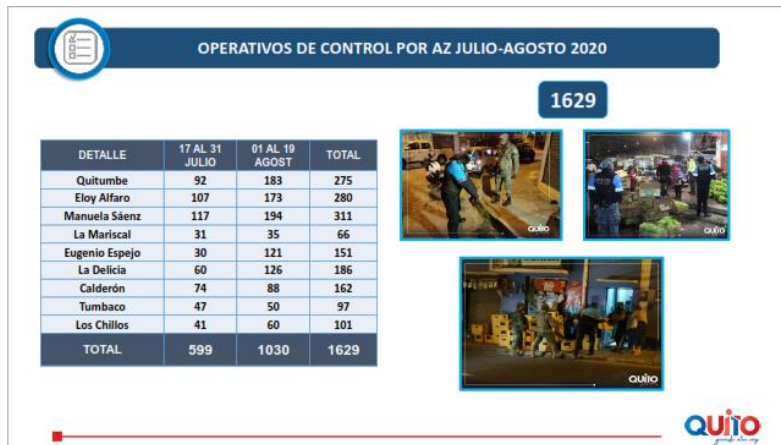 OPERATIVOS DE CONTROL POR AZ JULIO-AGOSTO 2020
1629
DETALLE 17 AL 31 JULIO 01 AL 19 AGOST TOTAL
Quitumbe 92 183 275
Eloy Alfaro 107 173 280
Manuela Sáenz 117 194 311
La Mariscal 31 35 66
Eugenio Espejo 30 121 151
La Delicia 60 126 186
Calderón 74 88 162
Tumbaco 47 50 97
Los Chillos 41 60 101
TOTAL 599 1030 1629
QUITO
QUITO
QUITO
QUITO
grande otra vez